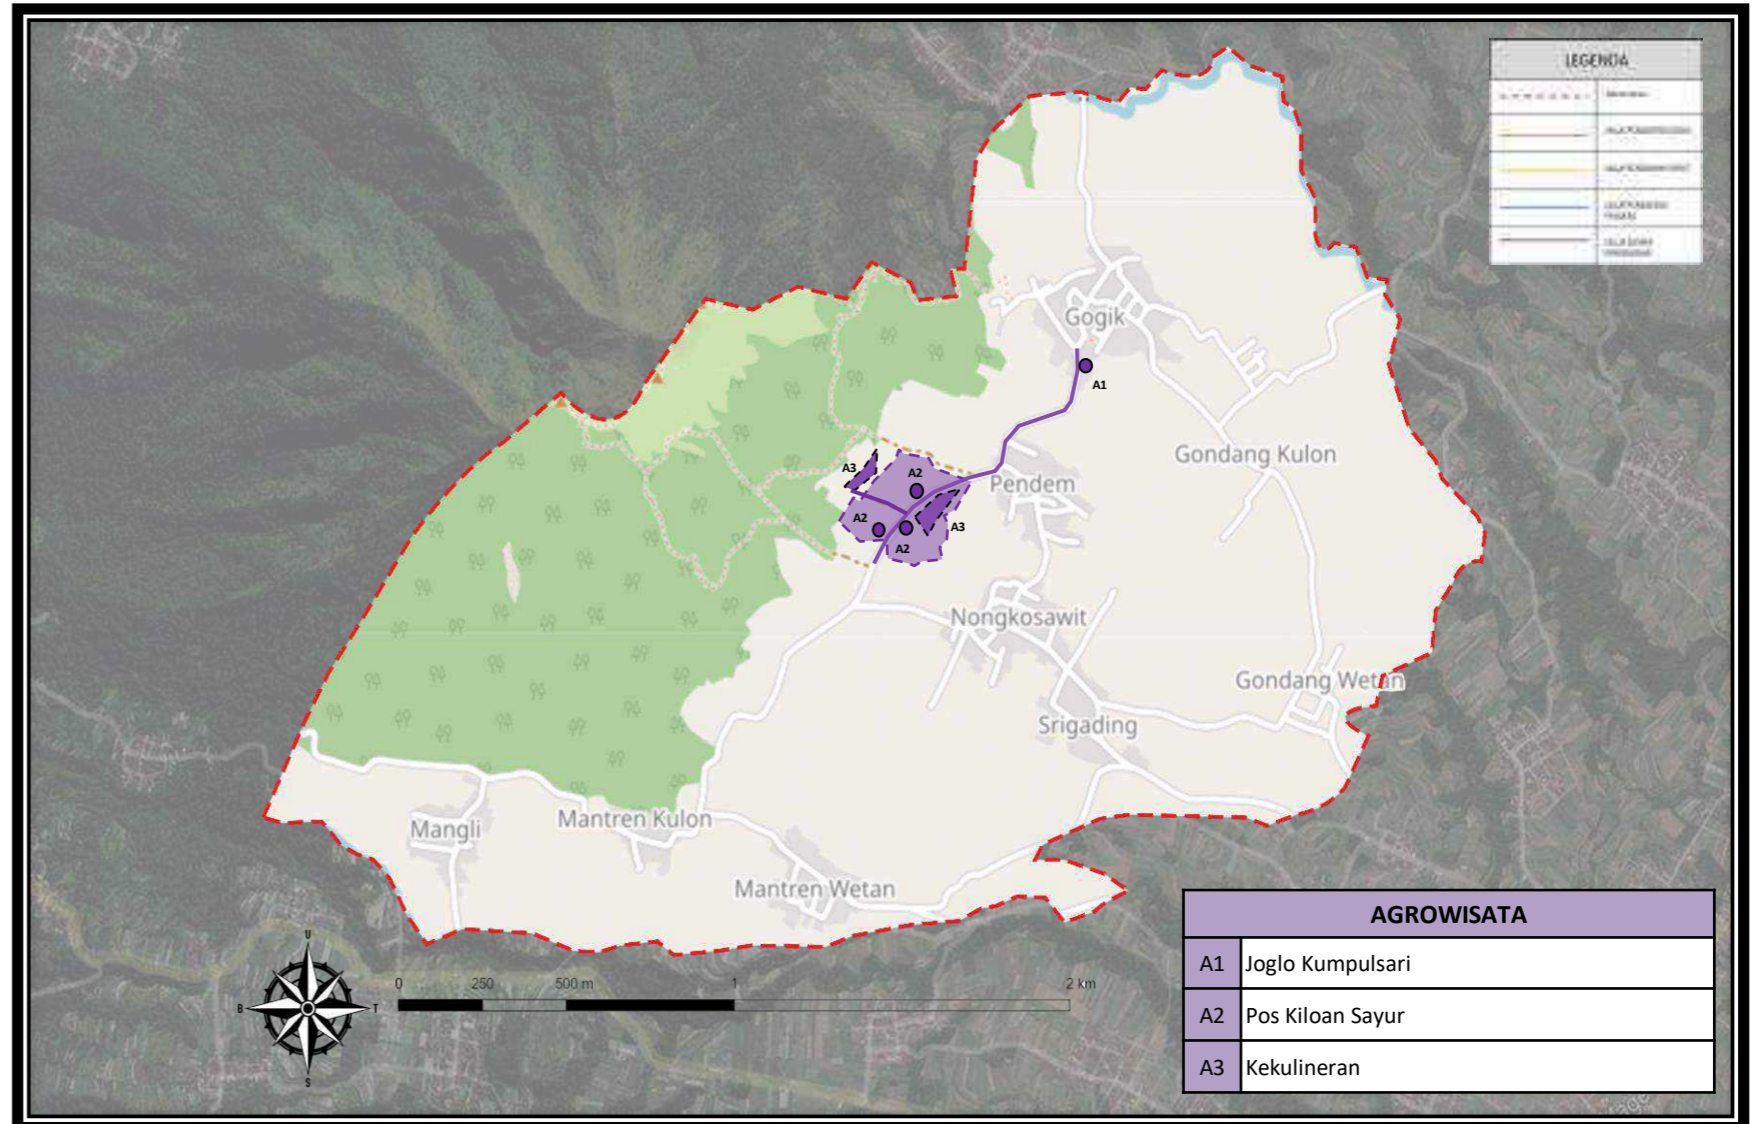 LEGENDA
Gogik
A1
Gondang Kulon
A3
A2
Pendem
A2
A3
A2
Nongkosawit
Gondang Wetan
Srigading
Mangli
Mantren Kulon
Mantren Wetan
U
B
T
S
0 250 500 m 1 2 km
AGROWISATA
A1 Joglo Kumpulsari
A2 Pos Kiloan Sayur
A3 Kekulineran